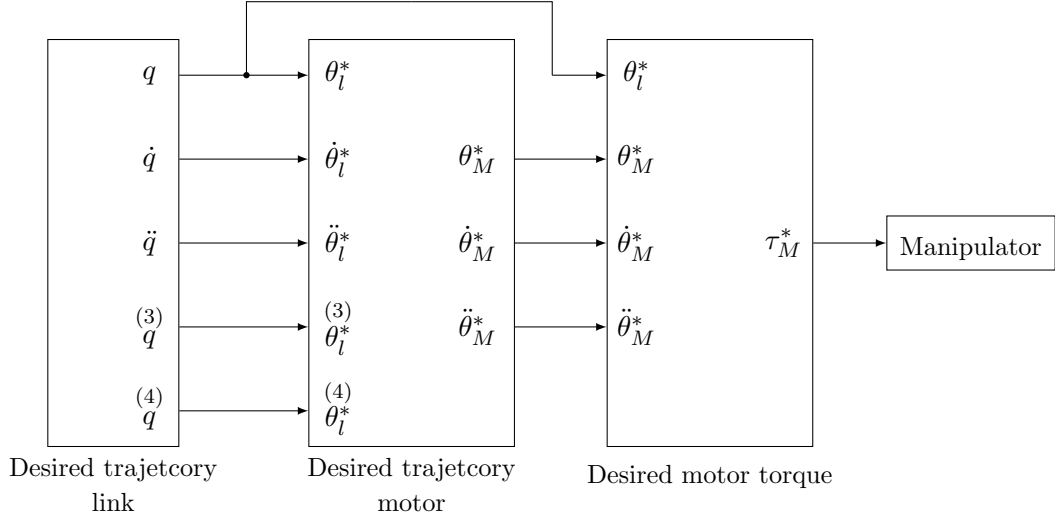 q θ_l^* θ_l^*
q̇ θ̇_l^* θ_M^* θ_M^*
q̈ θ̈_l^* θ̇_M^* θ̇_M^* τ_M^* Manipulator
(3)
q (3)
θ_l^* θ̈_M^* θ̈_M^*
(4)
q (4)
θ_l^*
Desired trajetcory
link
Desired trajetcory
motor
Desired motor torque